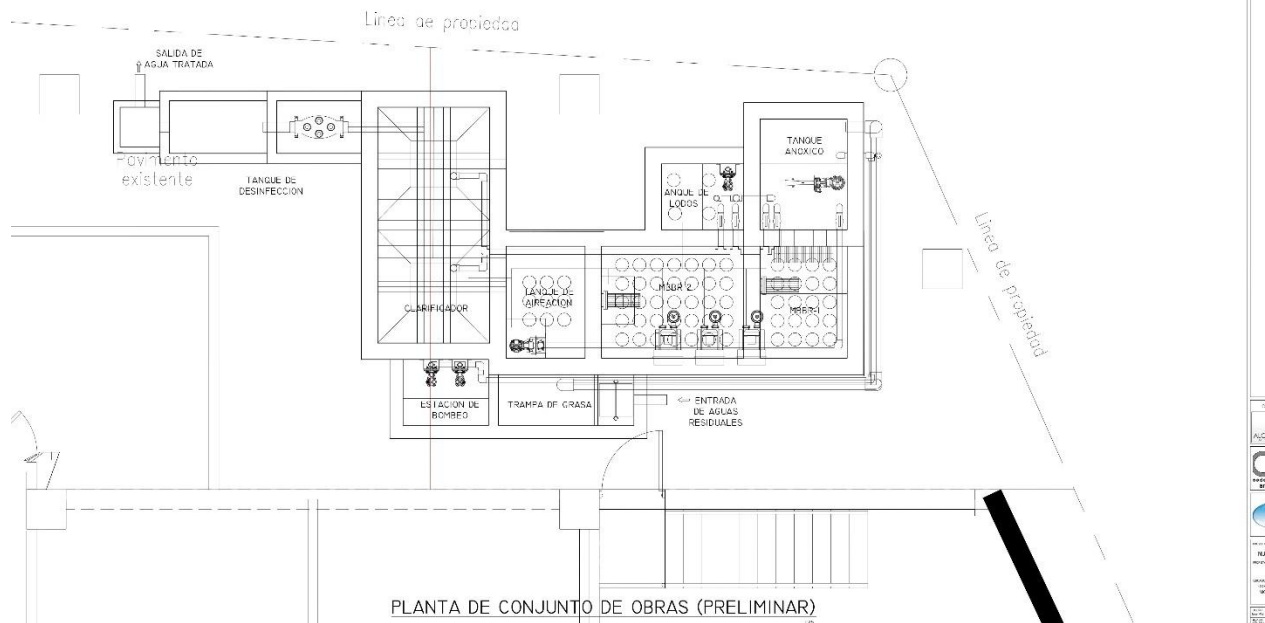 Linea de propiedad
SALIDA DE
AGUA TRATADA
Pavimento
existente
TANQUE DE
DESINFECCION
TANQUE
ANOXICO
ANQUE DE
LODOS
Linea de propiedad
TANQUE DE
AIREACION
MBBR-2
MBBR-1
CLARIFICADOR
ESTACION DE
BOMBEO
TRAMPA DE GRASA
ENTRADA
DE AGUAS
RESIDUALES
PLANTA DE CONJUNTO DE OBRAS (PRELIMINAR)